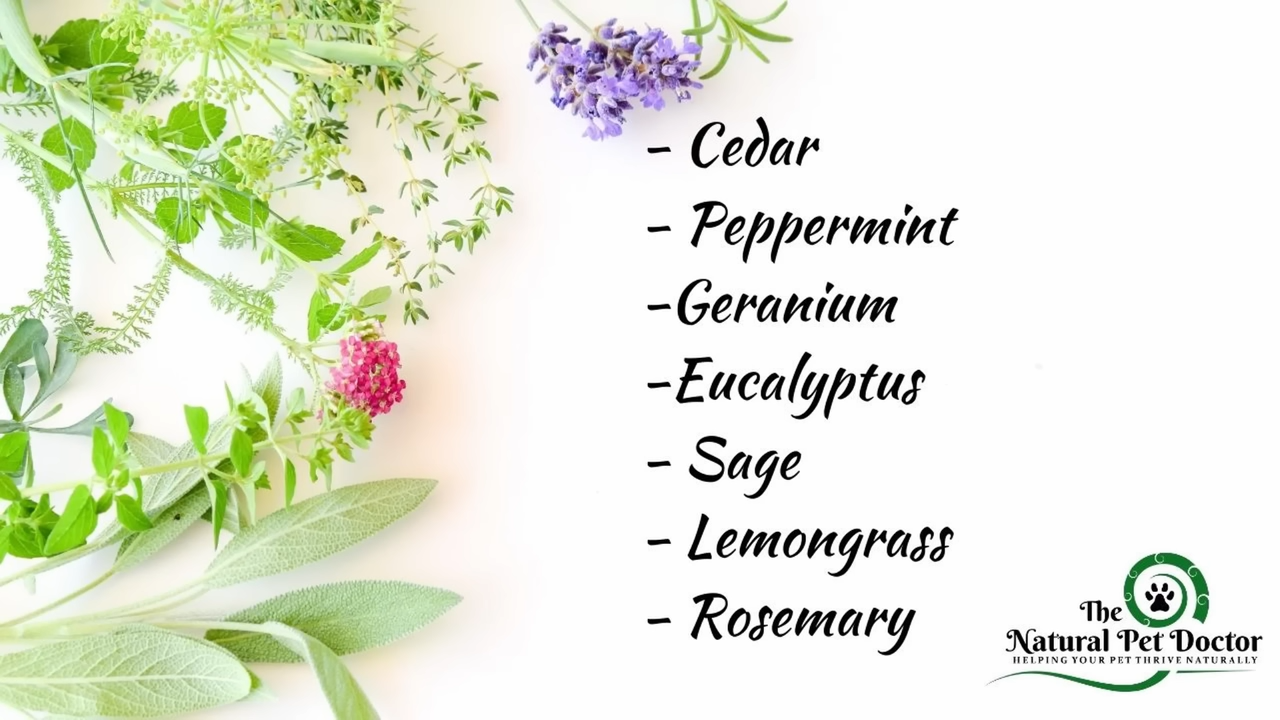 - Cedar
- Peppermint
-Geranium
-Eucalyptus
- Sage
- Lemongrass
- Rosemary
The
Natural Pet Doctor
HELPING YOUR PET THRIVE NATURALLY